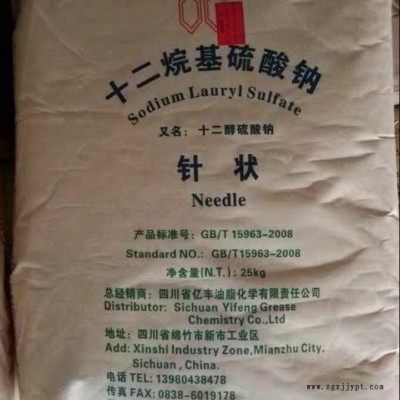 十二烷基硫酸钠
Sodium Lauryl Sulfate
又名：十二醇硫酸钠
针状
Needle
产品标准号：GB/T 15963-2008
Standard NO.：GB/T15963-2008
净含量(N.T.)：25kg
总经销商：四川省亿丰油脂化学有限责任公司
Distributor: Sichuan Yifeng Grease
Chemistry Co.,Ltd
地址：四川省绵竹市新市工业区
Add: Xinshi Industry Zone,Mianzhu City.
Sichuan , China.
电话 TEL: 13980438478
传真 FAX: 0838-6019178
www.zgxjjypt.com